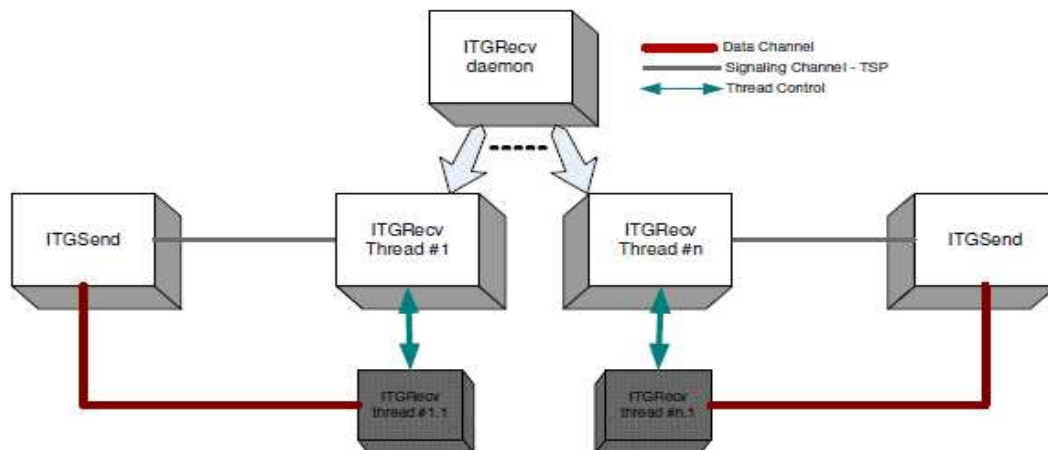 ITGRecv
daemon
Data Channel
Signaling Channel - TSP
Thread Control
ITGSend
ITGRecv
Thread #1
ITGRecv
Thread #n
ITGSend
ITGRecv
thread #1.1
ITGRecv
thread #n.1